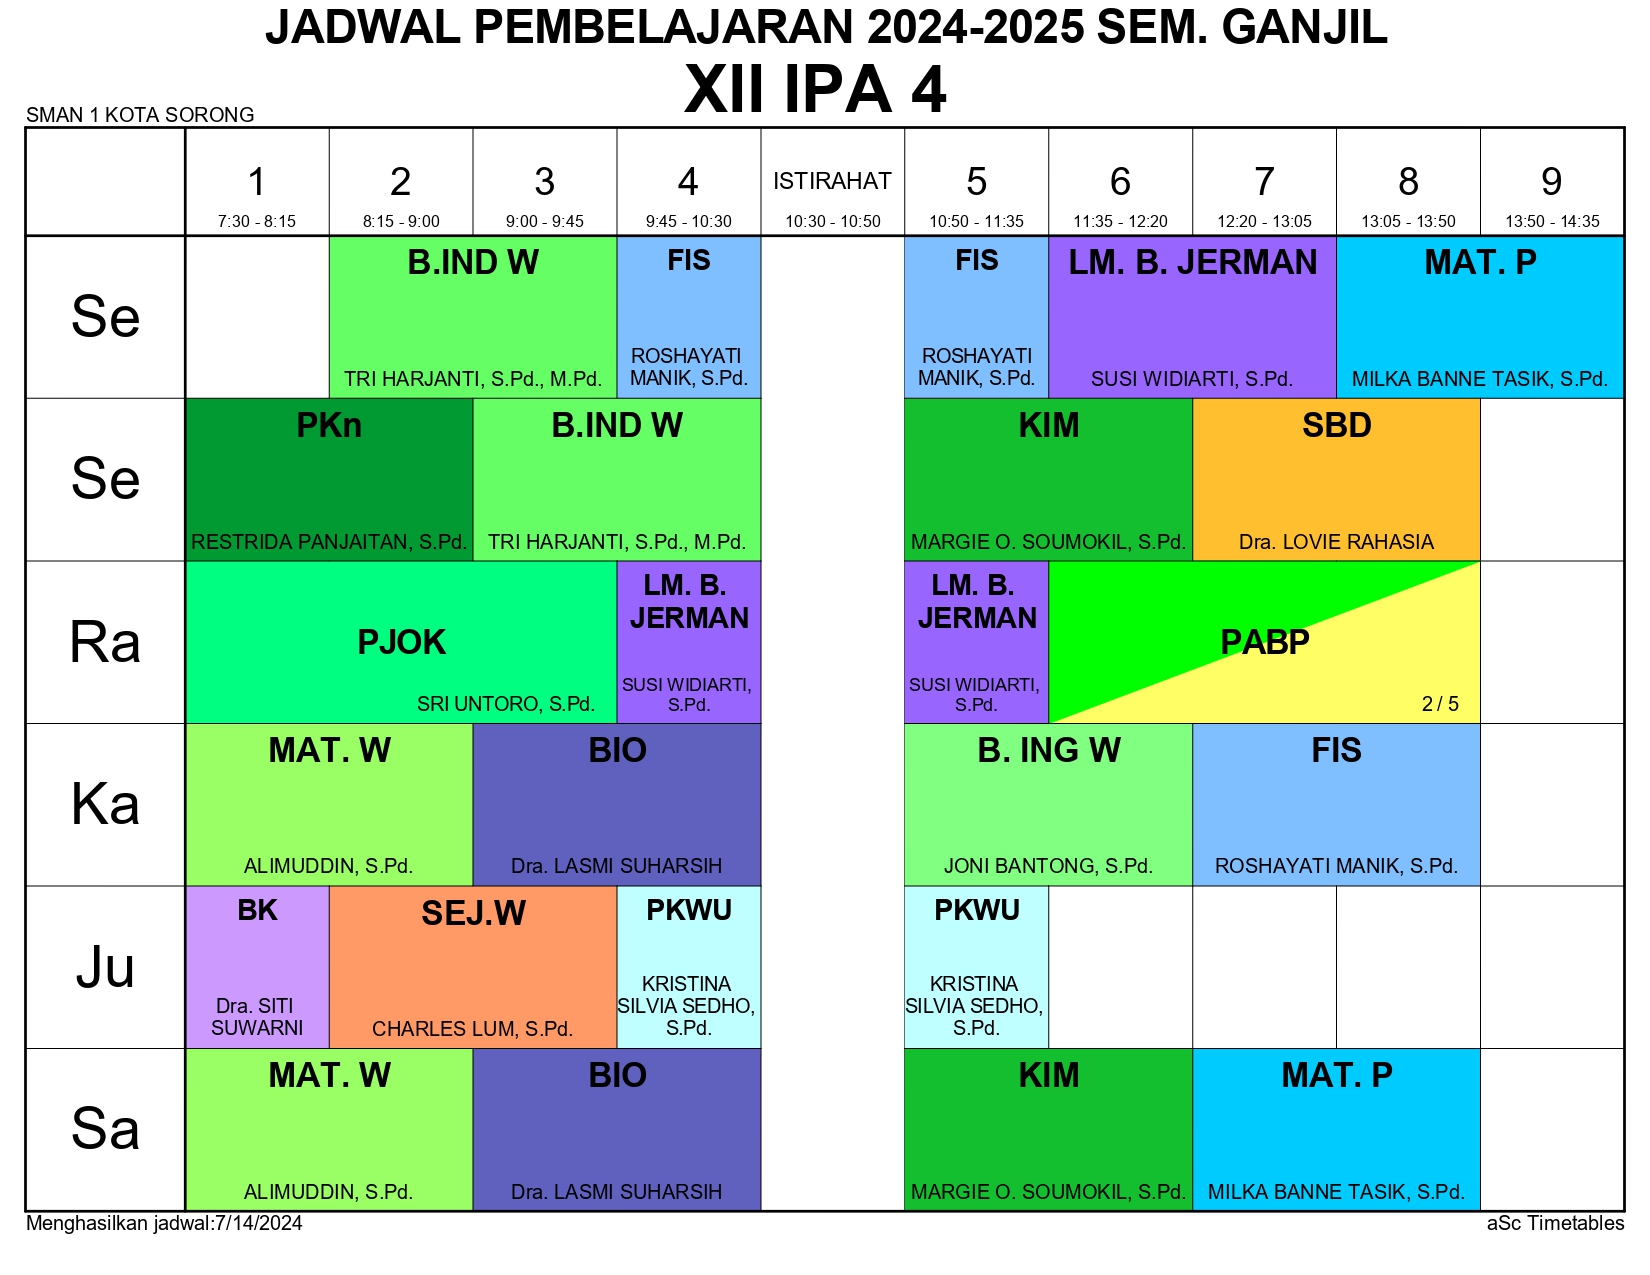 JADWAL PEMBELAJARAN 2024-2025 SEM. GANJIL
XII IPA 4
SMAN 1 KOTA SORONG
1 2 3 4 ISTIRAHAT 5 6 7 8 9
7:30 - 8:15 8:15 - 9:00 9:00 - 9:45 9:45 - 10:30 10:30 - 10:50 10:50 - 11:35 11:35 - 12:20 12:20 - 13:05 13:05 - 13:50 13:50 - 14:35
Se
B.IND W
TRI HARJANTI, S.Pd., M.Pd.
FIS
ROSHAYATI
MANIK, S.Pd.
FIS
ROSHAYATI
MANIK, S.Pd.
LM. B. JERMAN
SUSI WIDIARTI, S.Pd.
MAT. P
MILKA BANNE TASIK, S.Pd.
Se
PKn
RESTRIDA PANJAITAN, S.Pd.
B.IND W
TRI HARJANTI, S.Pd., M.Pd.
KIM
MARGIE O. SOUMOKIL, S.Pd.
SBD
Dra. LOVIE RAHASIA
Ra
PJOK
SRI UNTORO, S.Pd.
LM. B.
JERMAN
SUSI WIDIARTI,
S.Pd.
LM. B.
JERMAN
SUSI WIDIARTI,
S.Pd.
PABP
2 / 5
Ka
MAT. W
ALIMUDDIN, S.Pd.
BIO
Dra. LASMI SUHARSIH
B. ING W
JONI BANTONG, S.Pd.
FIS
ROSHAYATI MANIK, S.Pd.
Ju
BK
Dra. SITI
SUWARNI
SEJ.W
CHARLES LUM, S.Pd.
PKWU
KRISTINA
SILVIA SEDHO,
S.Pd.
PKWU
KRISTINA
SILVIA SEDHO,
S.Pd.
Sa
MAT. W
ALIMUDDIN, S.Pd.
BIO
Dra. LASMI SUHARSIH
KIM
MARGIE O. SOUMOKIL, S.Pd.
MAT. P
MILKA BANNE TASIK, S.Pd.
Menghasilkan jadwal:7/14/2024
aSc Timetables